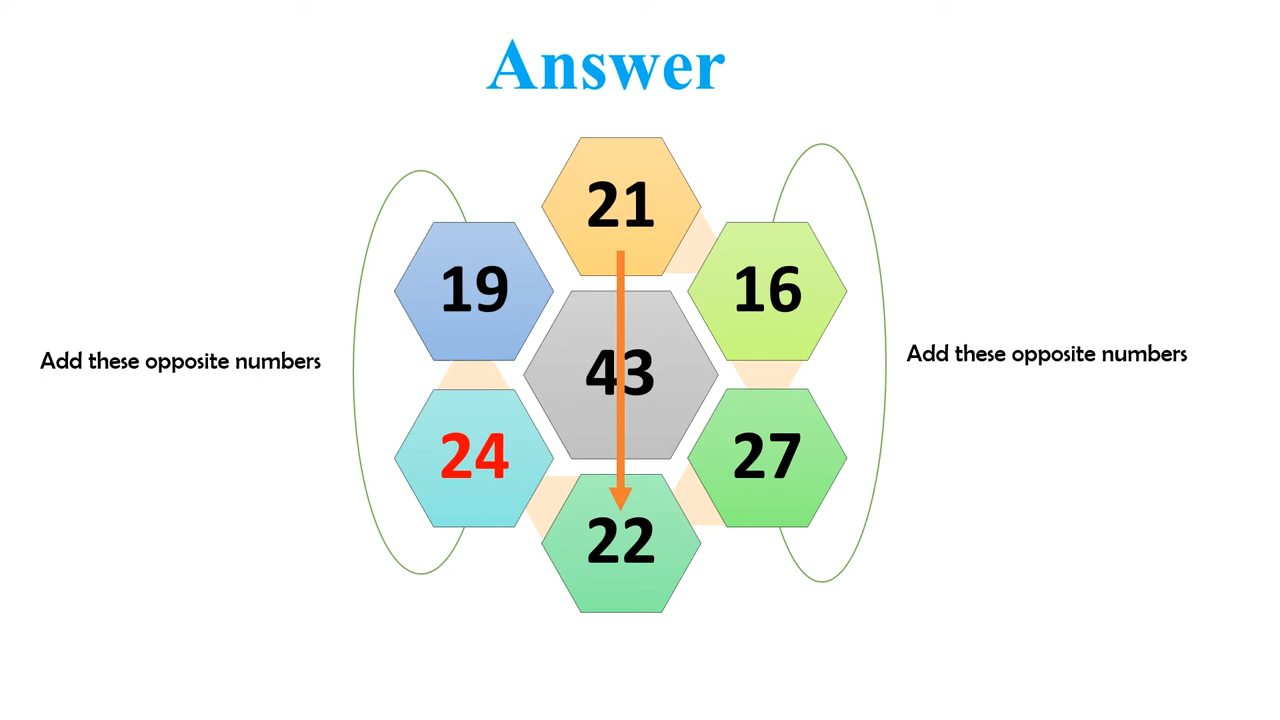 Answer
21
19
16
43
Add these opposite numbers
Add these opposite numbers
24
27
22